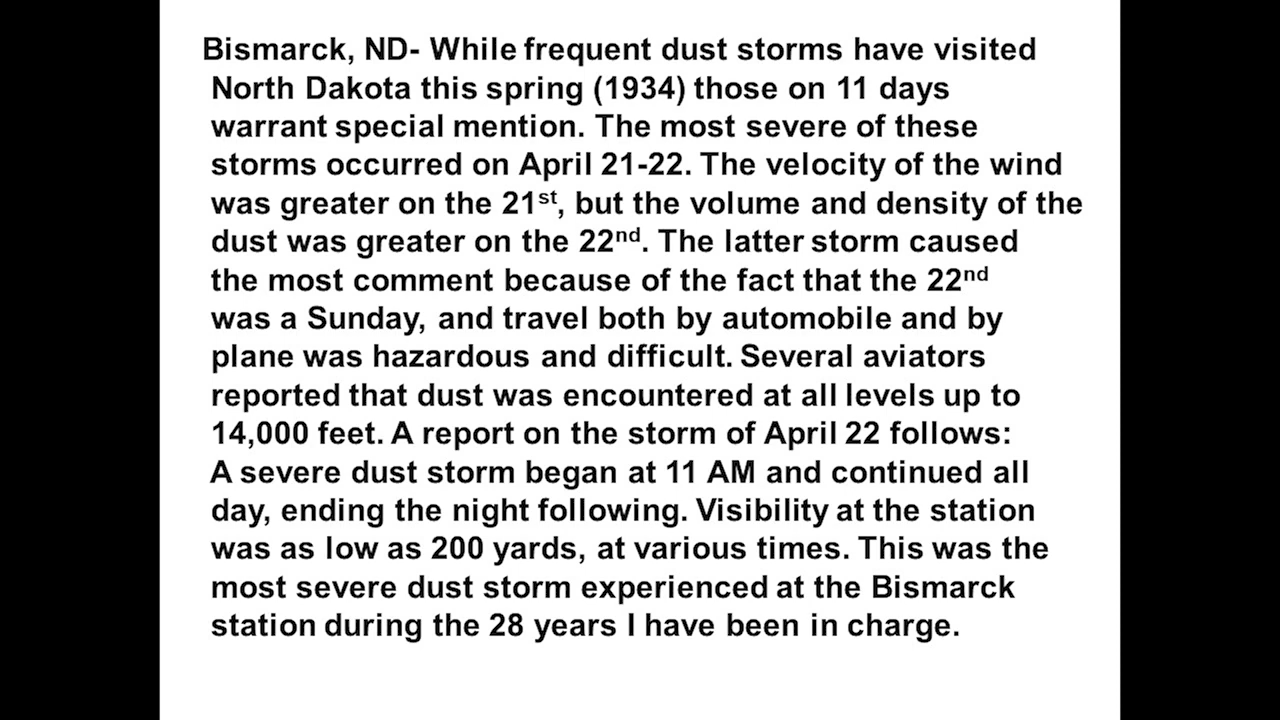 Bismarck, ND- While frequent dust storms have visited
North Dakota this spring (1934) those on 11 days
warrant special mention. The most severe of these
storms occurred on April 21-22. The velocity of the wind
was greater on the 21st, but the volume and density of the
dust was greater on the 22nd. The latter storm caused
the most comment because of the fact that the 22nd
was a Sunday, and travel both by automobile and by
plane was hazardous and difficult. Several aviators
reported that dust was encountered at all levels up to
14,000 feet. A report on the storm of April 22 follows:
A severe dust storm began at 11 AM and continued all
day, ending the night following. Visibility at the station
was as low as 200 yards, at various times. This was the
most severe dust storm experienced at the Bismarck
station during the 28 years I have been in charge.